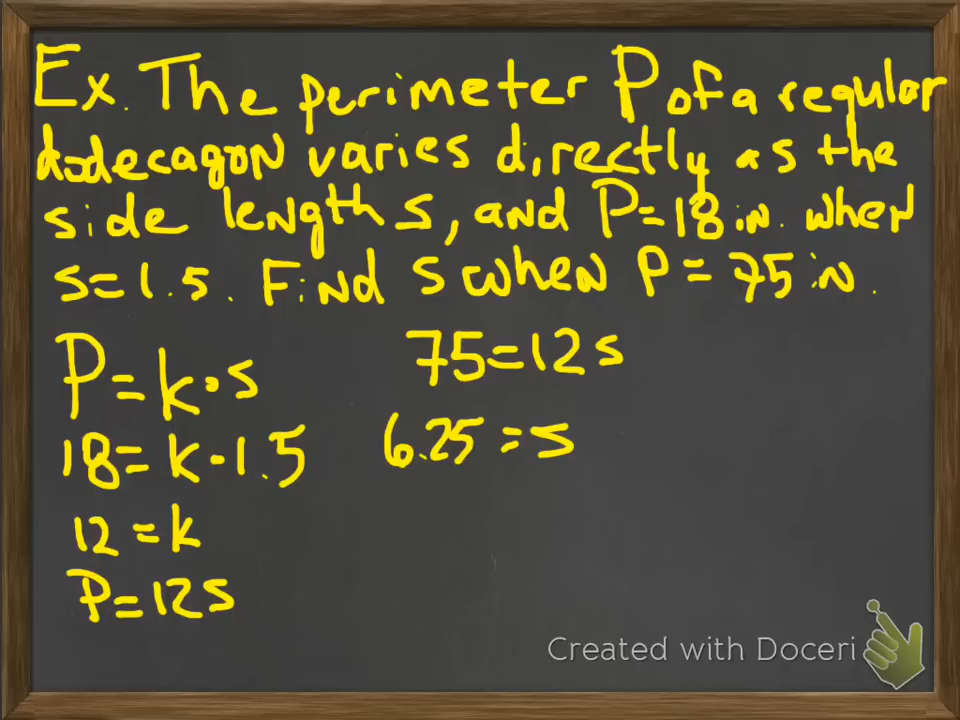 Ex. The perimeter P of a regular
dodecagon varies directly as the
side length s, and P=18 in. when
s=1.5. Find s when P=75 in.
P=k·s
18=k·1.5
12=k
P=12s
75=12s
6.25=s
Created with Doceri